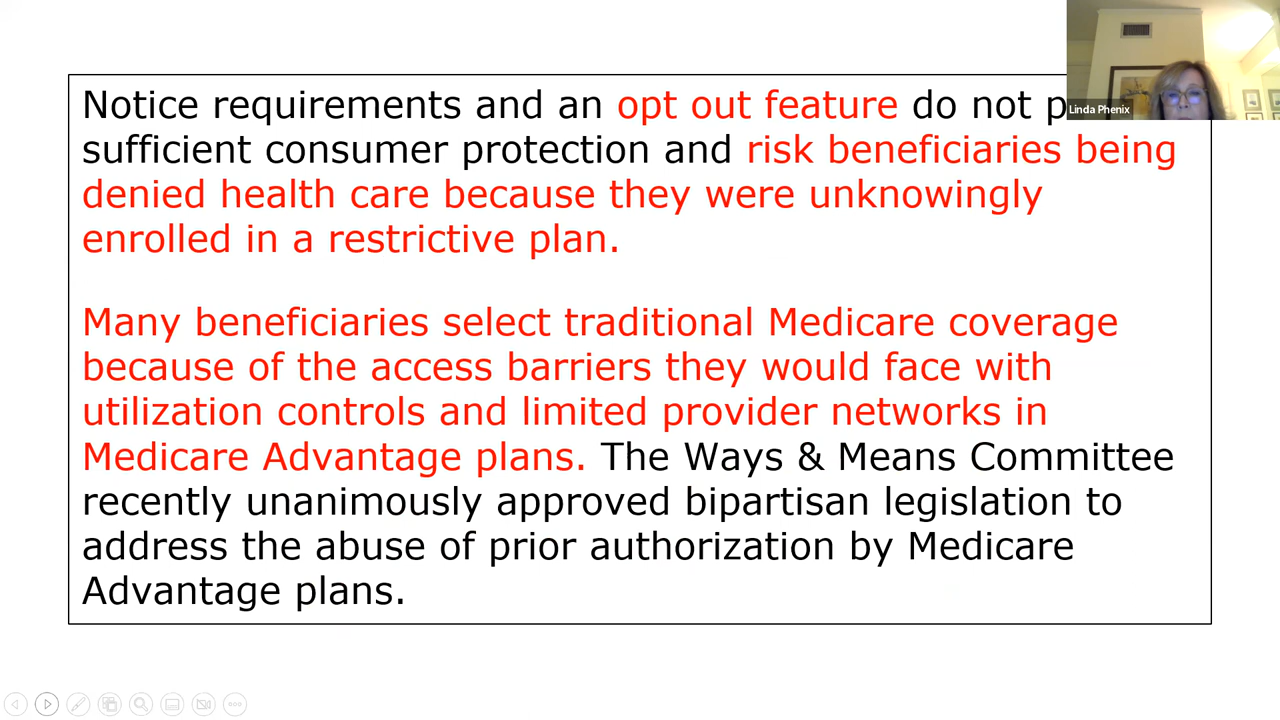 Linda Phenix
Notice requirements and an opt out feature do not
sufficient consumer protection and risk beneficiaries being
denied health care because they were unknowingly
enrolled in a restrictive plan.
Many beneficiaries select traditional Medicare coverage
because of the access barriers they would face with
utilization controls and limited provider networks in
Medicare Advantage plans. The Ways & Means Committee
recently unanimously approved bipartisan legislation to
address the abuse of prior authorization by Medicare
Advantage plans.